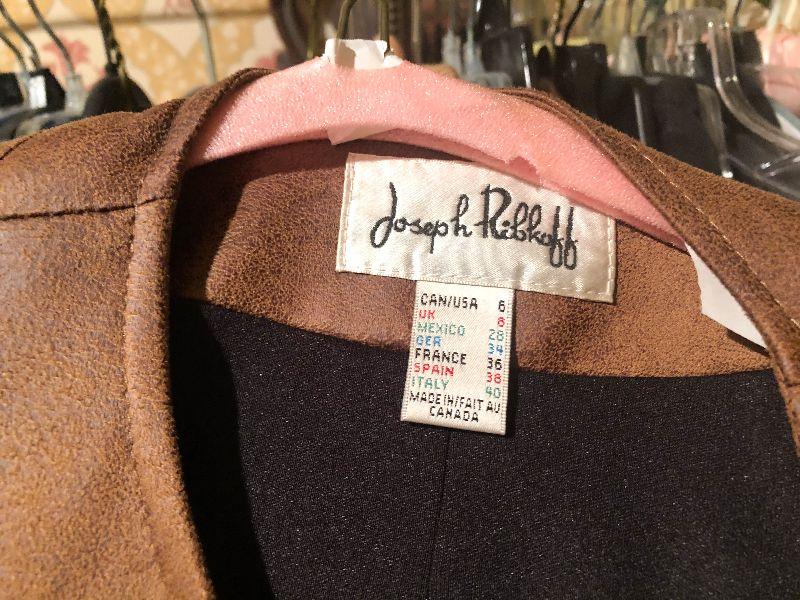 Joseph Ribkoff
CAN/USA 6
UK 8
MEXICO 28
GER 34
FRANCE 36
SPAIN 38
ITALY 40
MADE IN/FAIT AU
CANADA